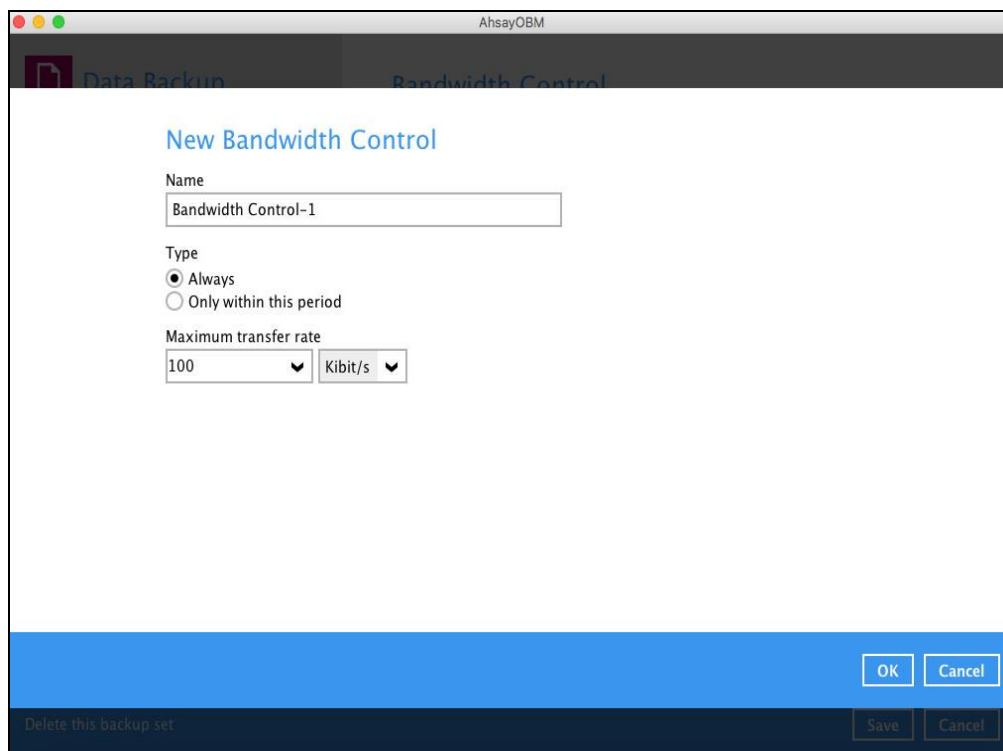 AhsayOBM
Data Backup
Bandwidth Control
New Bandwidth Control
Name
Bandwidth Control-1
Type
Always
Only within this period
Maximum transfer rate
100 Kibit/s
OK Cancel
Delete this backup set Save Cancel